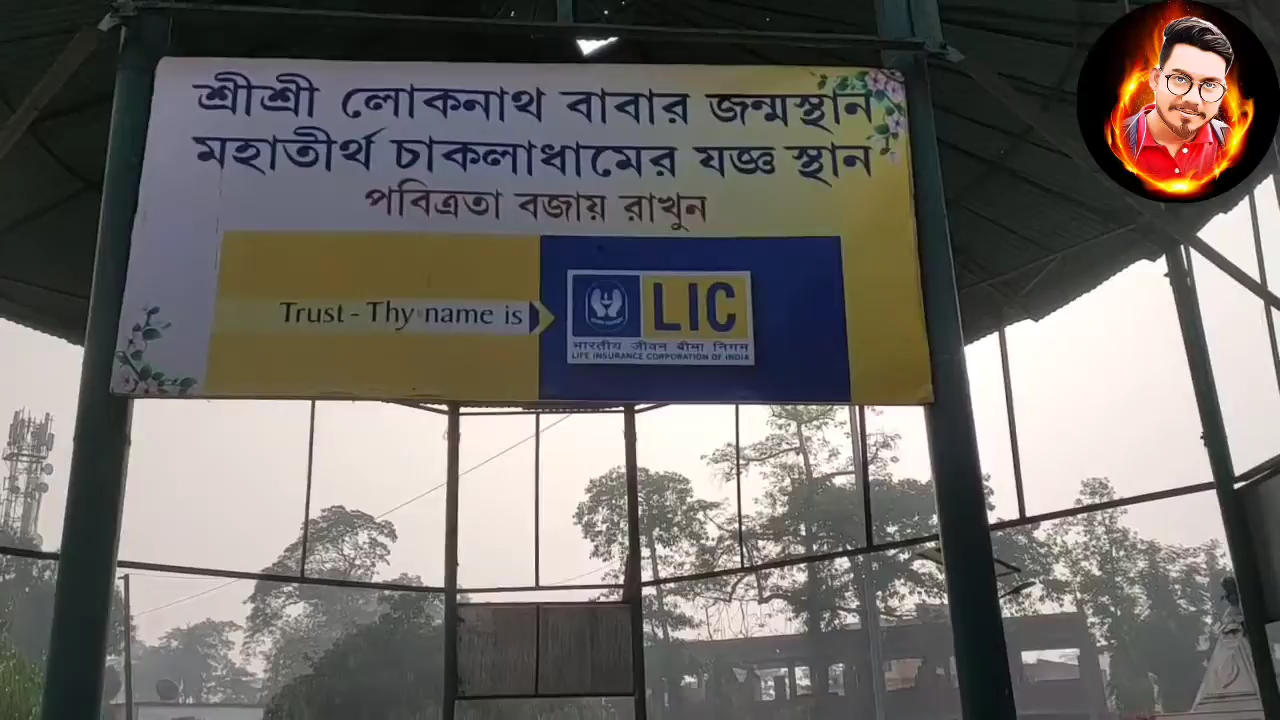 শ্রীশ্রী লোকনাথ বাবার জন্মস্থান
মহাতীর্থ চাকলাধামের যজ্ঞ স্থান
পবিত্রতা বজায় রাখুন
Trust - Thy name is
LIC
भारतीय जीवन बीमा निगम
LIFE INSURANCE CORPORATION OF INDIA